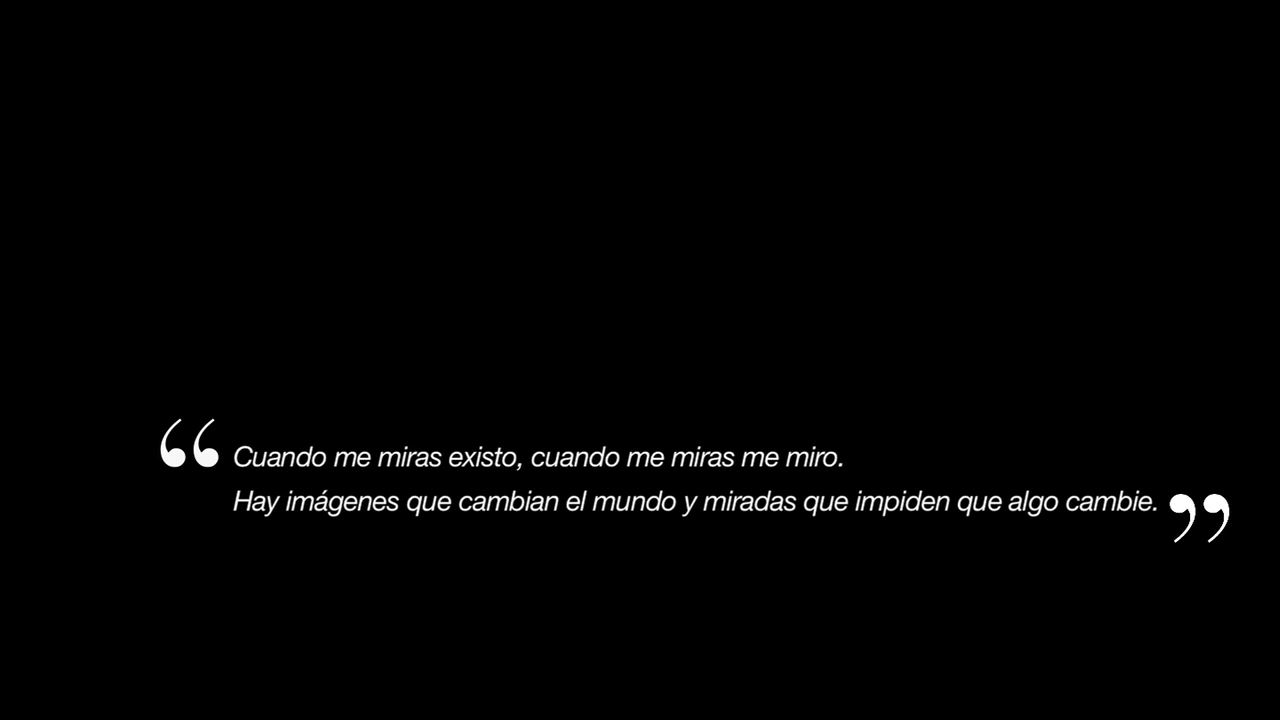 “Cuando me miras existo, cuando me miras me miro.
Hay imágenes que cambian el mundo y miradas que impiden que algo cambie.”